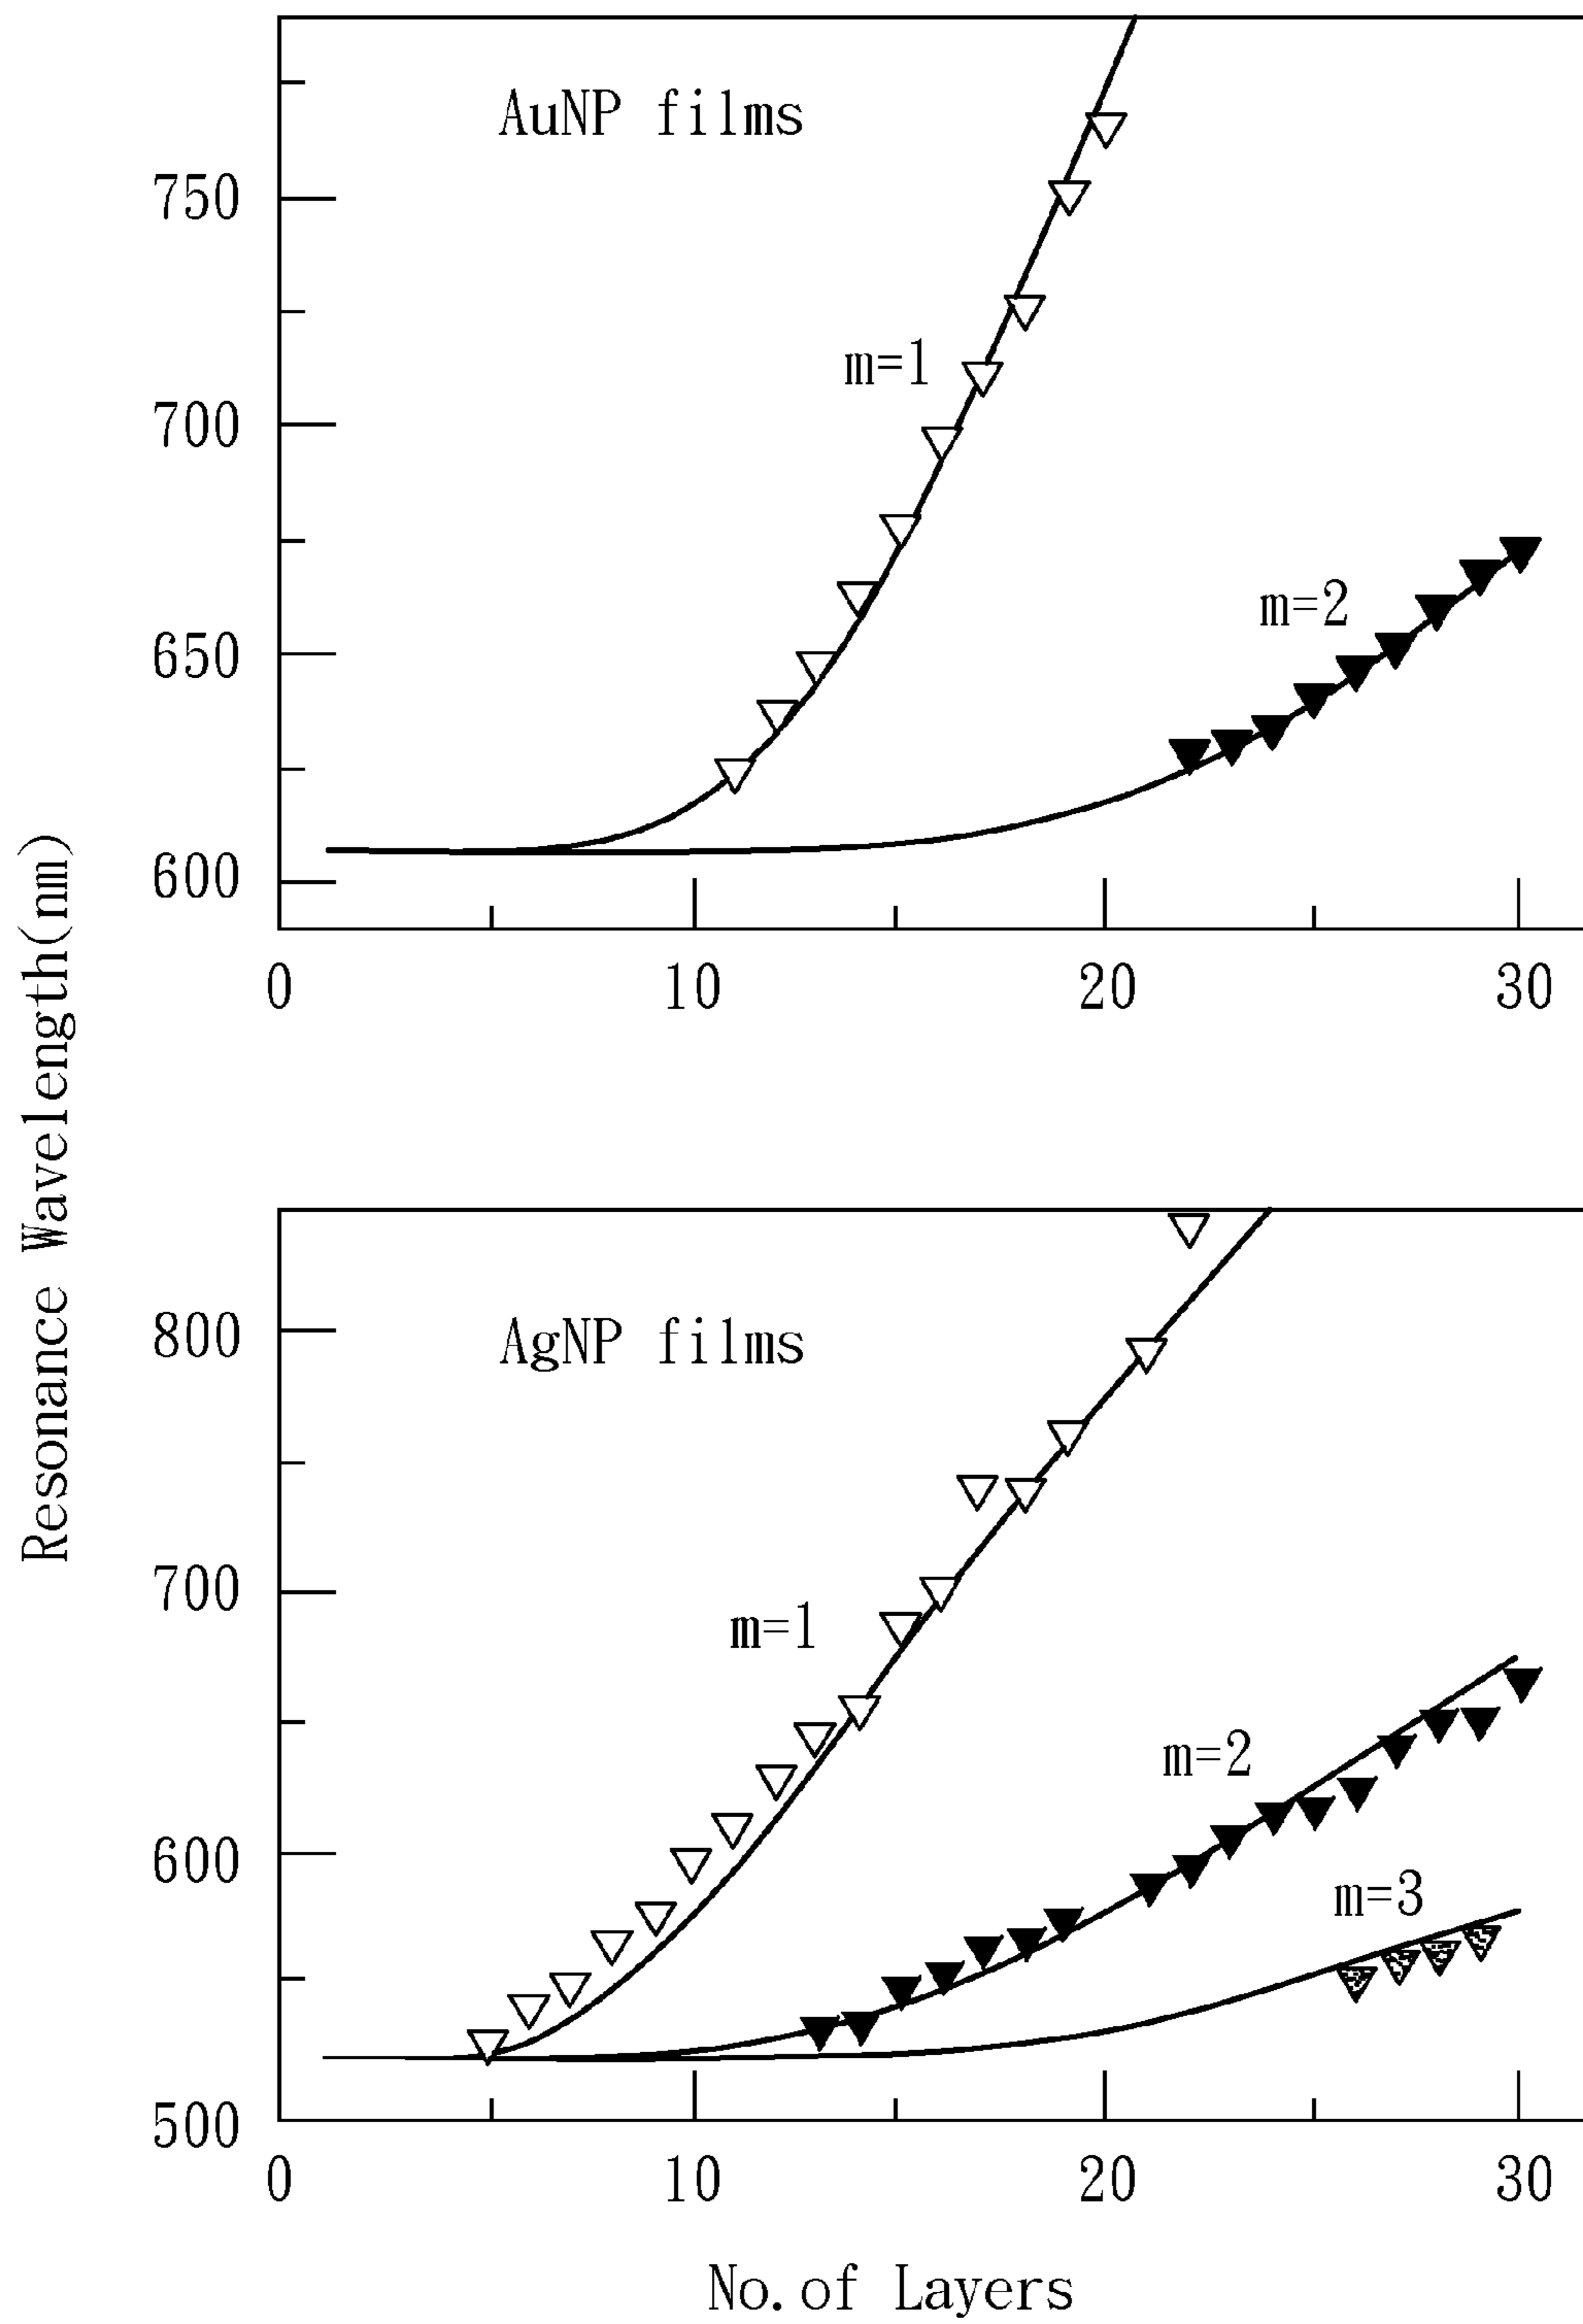 Resonance Wavelength(nm)
AuNP films
750
700
650
600
m=1
m=2
0 10 20 30
AgNP films
800
700
600
500
m=1
m=2
m=3
0 10 20 30
No.of Layers